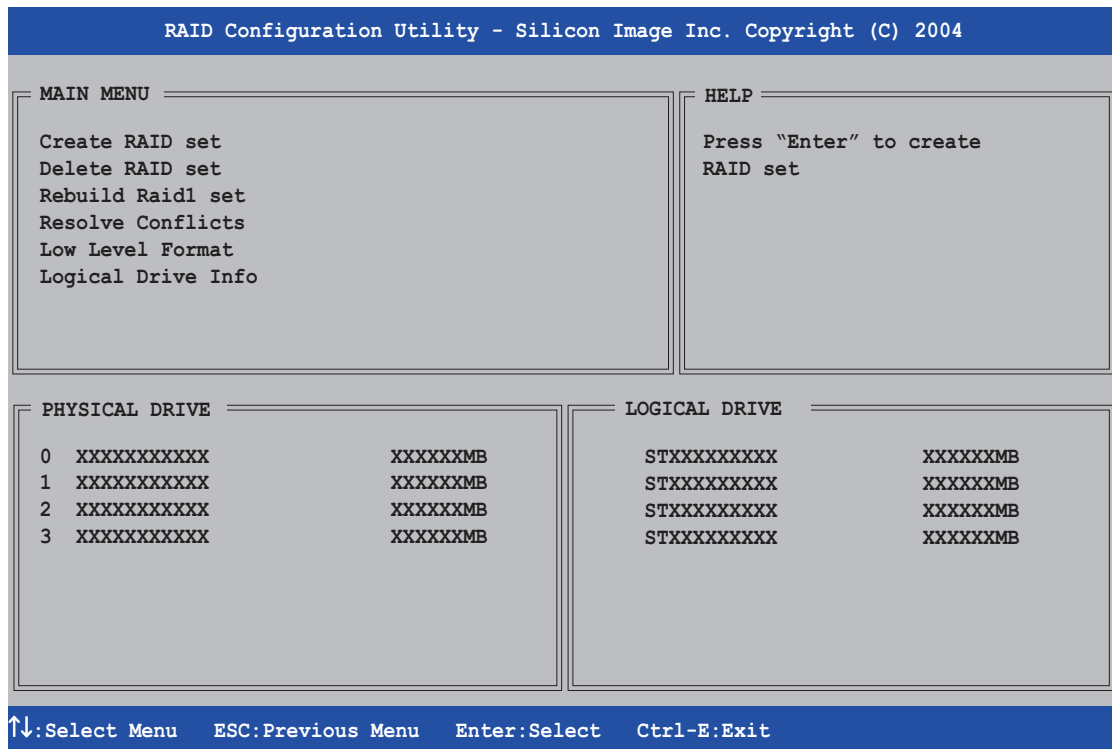 RAID Configuration Utility - Silicon Image Inc. Copyright (C) 2004
MAIN MENU
Create RAID set
Delete RAID set
Rebuild Raid1 set
Resolve Conflicts
Low Level Format
Logical Drive Info
HELP
Press “Enter” to create
RAID set
PHYSICAL DRIVE
0 XXXXXXXXXXX XXXXXXMB
1 XXXXXXXXXXX XXXXXXMB
2 XXXXXXXXXXX XXXXXXMB
3 XXXXXXXXXXX XXXXXXMB
LOGICAL DRIVE
STXXXXXXXXX XXXXXXMB
STXXXXXXXXX XXXXXXMB
STXXXXXXXXX XXXXXXMB
STXXXXXXXXX XXXXXXMB
↑↓:Select Menu ESC:Previous Menu Enter:Select Ctrl-E:Exit